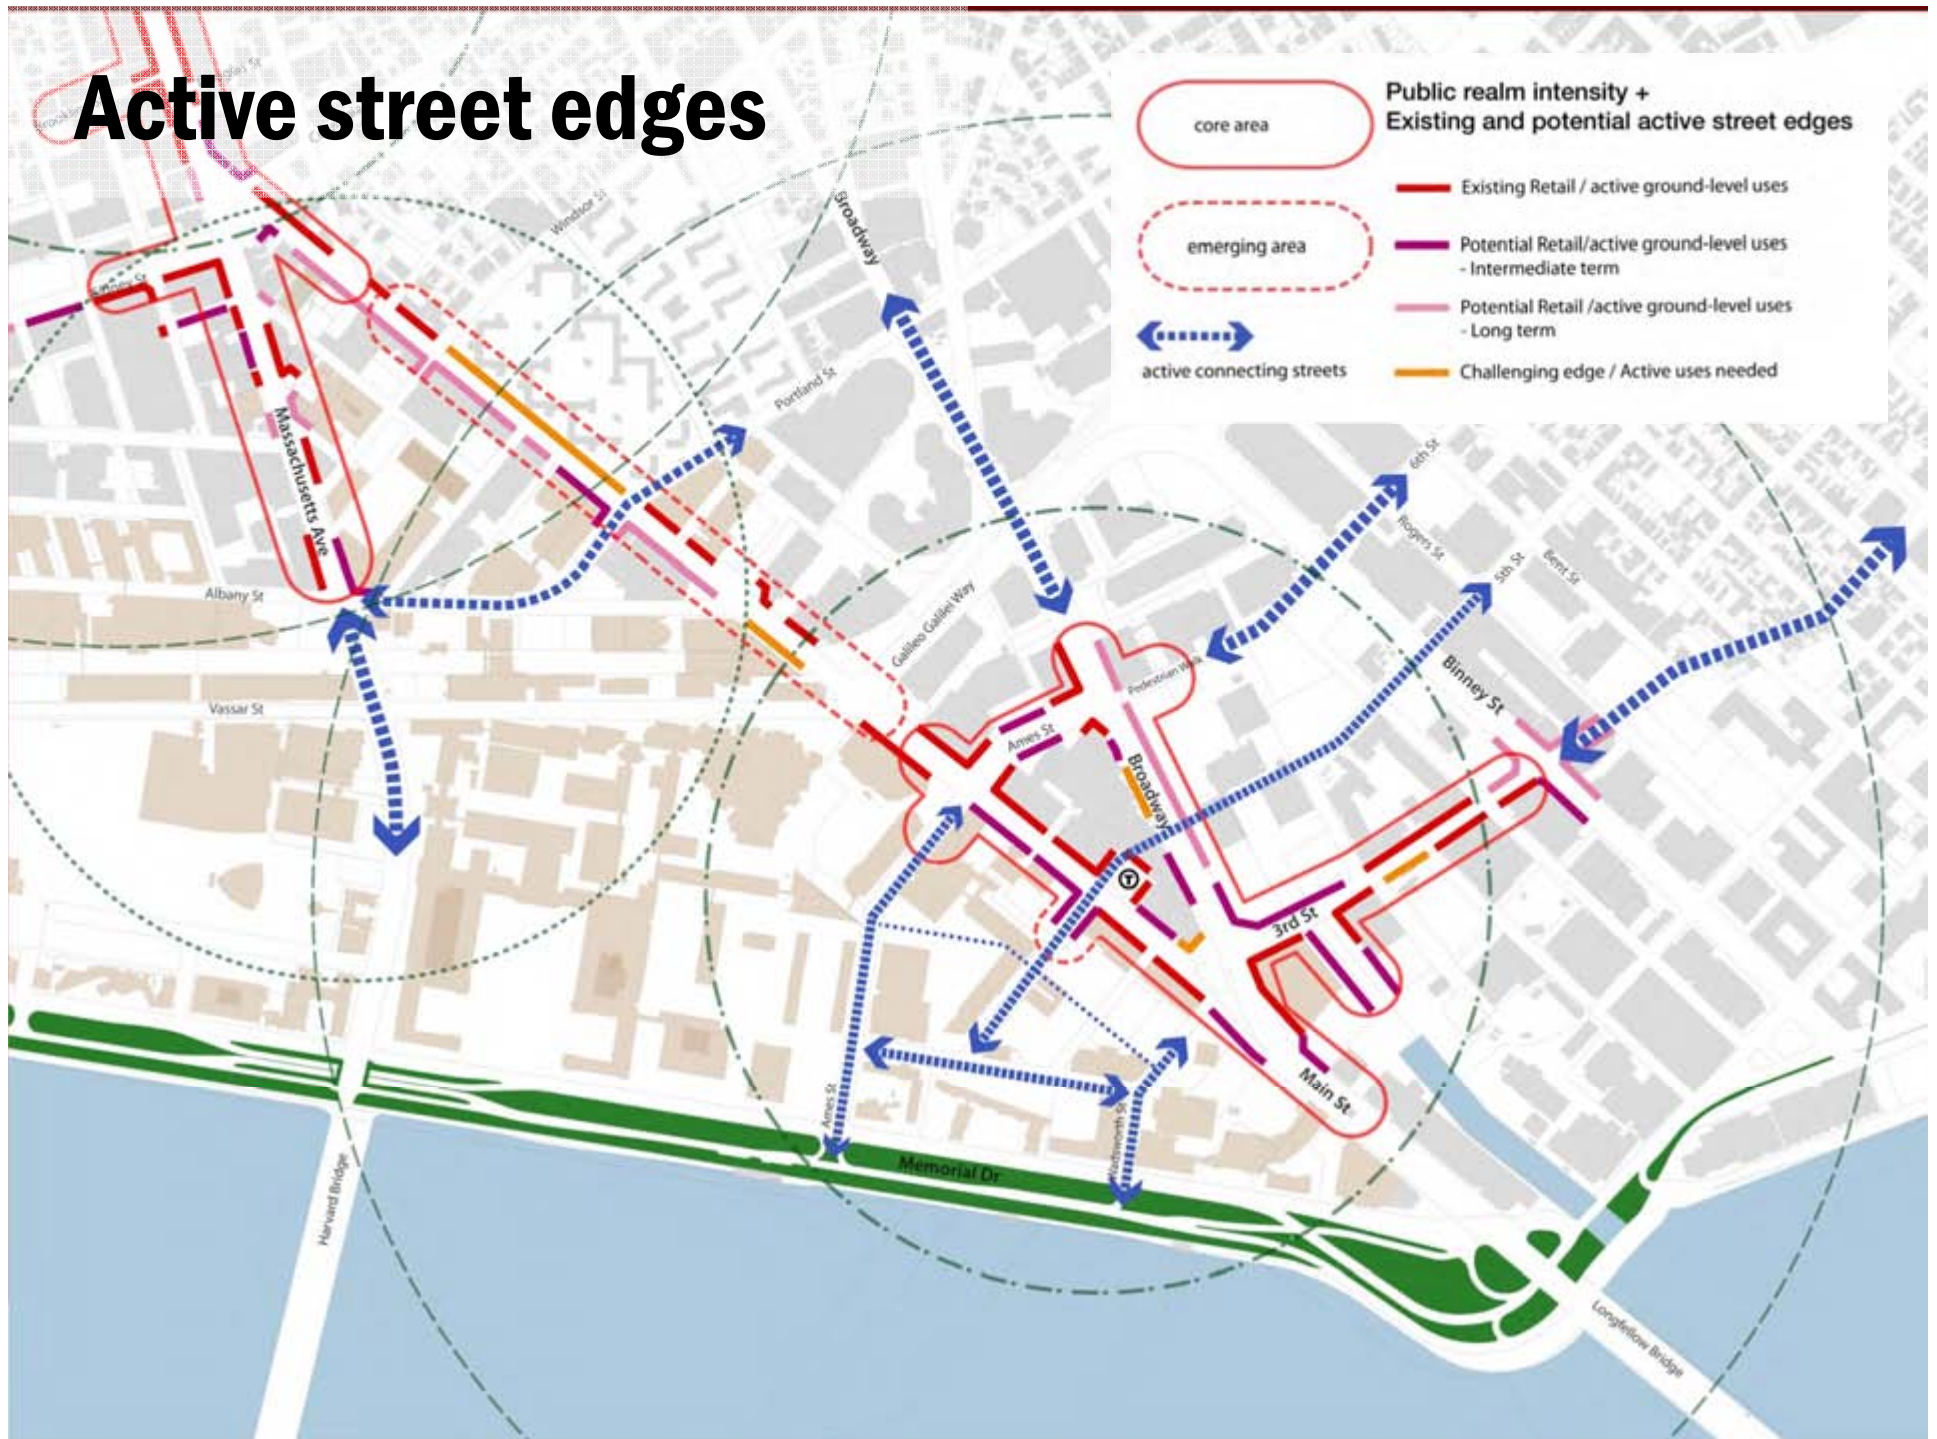 Active street edges
Public realm intensity +
Existing and potential active street edges
core area
emerging area
active connecting streets
Existing Retail / active ground-level uses
Potential Retail/active ground-level uses
- Intermediate term
Potential Retail /active ground-level uses
- Long term
Challenging edge / Active uses needed
Windsor St
Broadway
Portland St
Massachusetts Ave
Albany St
Vassar St
Galileo Galilei Way
6th St
Rogers St
5th St
Bent St
Binney St
Pedestrian Walk
Ames St
Broadway
T
3rd St
Main St
Ames St
Wadsworth St
Memorial Dr
Harvard Bridge
Longfellow Bridge